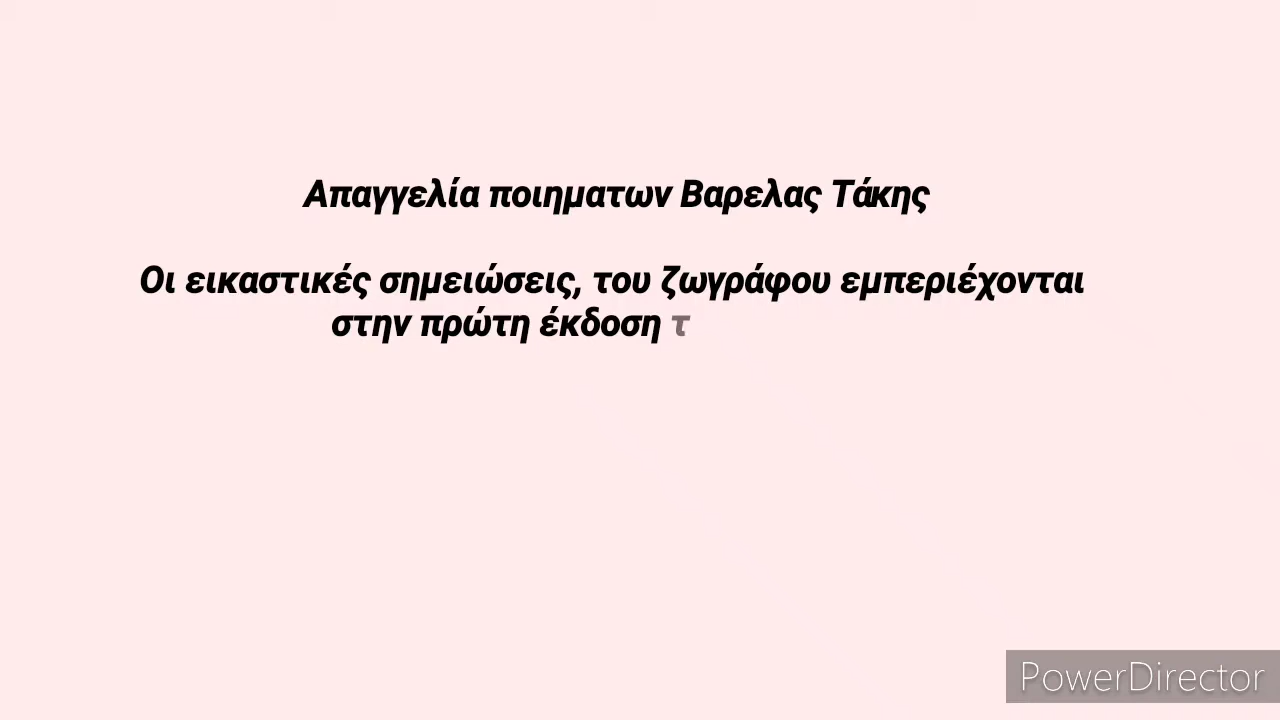 Απαγγελία ποιηματων Βαρελας Τάκης
Οι εικαστικές σημειώσεις, του ζωγράφου εμπεριέχονται
στην πρώτη έκδοση τ
PowerDirector